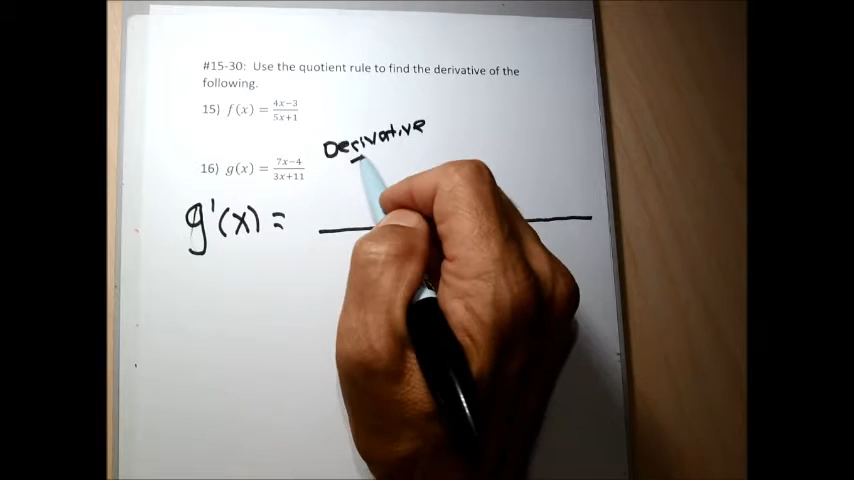 #15-30: Use the quotient rule to find the derivative of the
following.
15) f(x) = 4x−3/5x+1
Derivative
16) g(x) = 7x−4/3x+11
g'(x) =